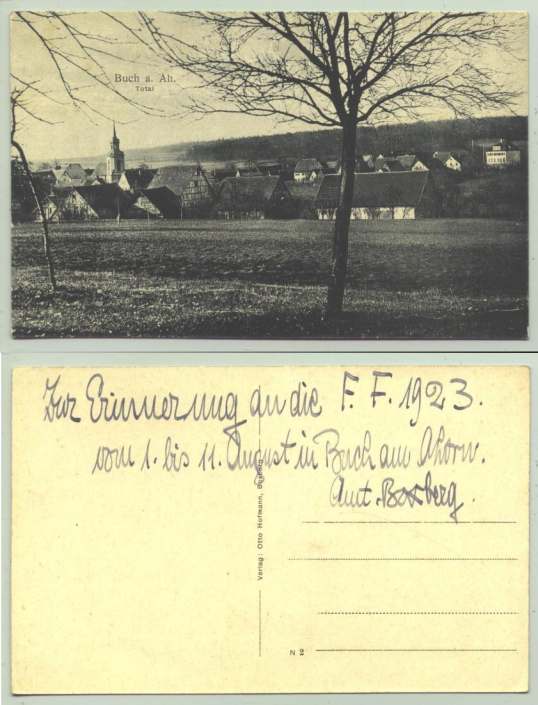 Buch a. Ah.
Total
Zur Erinnerung an die F. F. 1923.
vom 1. bis 11. August in Buch am Ahorn.
Amt. Boxberg.
Verlag: Otto Hofmann,
N 2